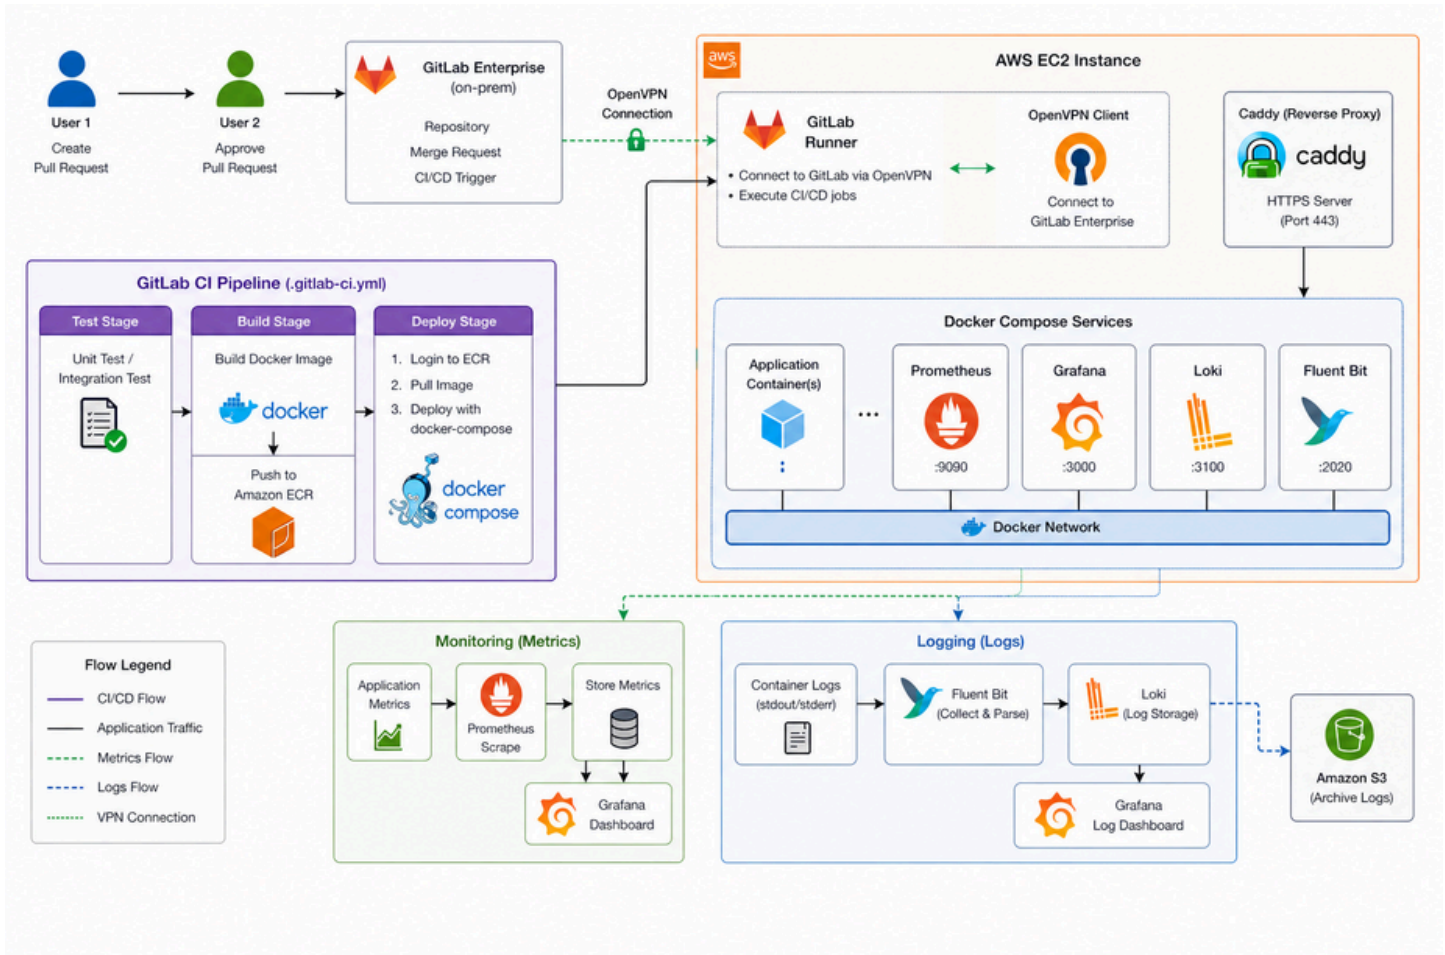 User 1
Create
Pull Request
User 2
Approve
Pull Request
GitLab Enterprise
(on-prem)
Repository
Merge Request
CI/CD Trigger
OpenVPN
Connection
aws
AWS EC2 Instance
GitLab
Runner
• Connect to GitLab via OpenVPN
• Execute CI/CD jobs
OpenVPN Client
Connect to
GitLab Enterprise
Caddy (Reverse Proxy)
caddy
HTTPS Server
(Port 443)
GitLab CI Pipeline (.gitlab-ci.yml)
Test Stage
Unit Test /
Integration Test
Build Stage
Build Docker Image
docker
Push to
Amazon ECR
Deploy Stage
1. Login to ECR
2. Pull Image
3. Deploy with
docker-compose
docker
compose
Docker Compose Services
Application
Container(s)
:
...
Prometheus
:9090
Grafana
:3000
Loki
:3100
Fluent Bit
:2020
Docker Network
Flow Legend
CI/CD Flow
Application Traffic
Metrics Flow
Logs Flow
VPN Connection
Monitoring (Metrics)
Application
Metrics
Prometheus
Scrape
Store Metrics
Grafana
Dashboard
Logging (Logs)
Container Logs
(stdout/stderr)
Fluent Bit
(Collect & Parse)
Loki
(Log Storage)
Grafana
Log Dashboard
Amazon S3
(Archive Logs)